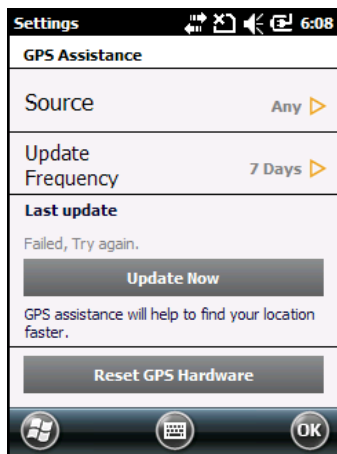 Settings 6:08
GPS Assistance
Source Any
Update
Frequency 7 Days
Last update
Failed, Try again.
Update Now
GPS assistance will help to find your location
faster.
Reset GPS Hardware
OK